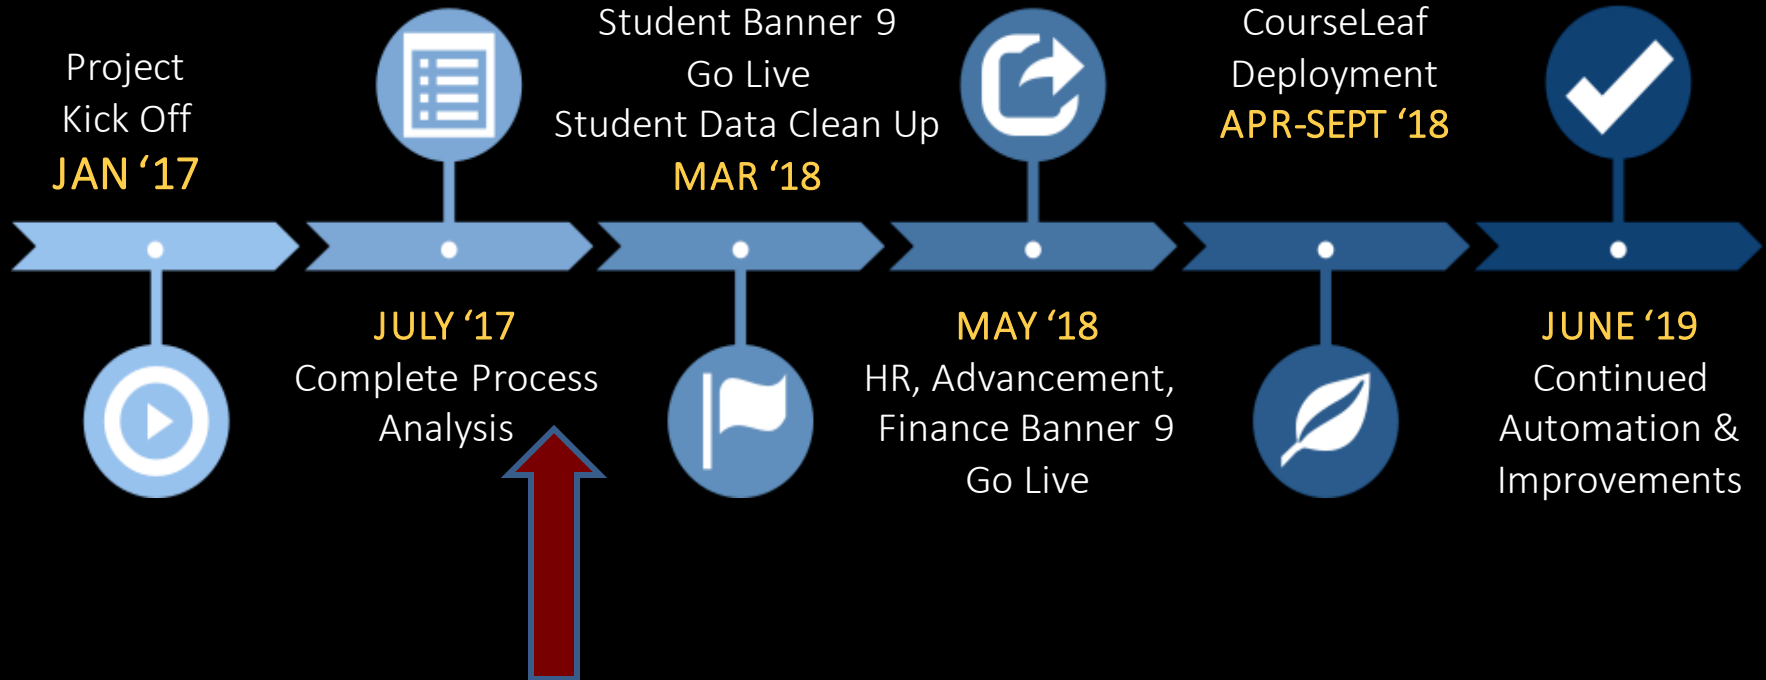 Project
Kick Off
JAN ‘17
JULY ‘17
Complete Process
Analysis
Student Banner 9
Go Live
Student Data Clean Up
MAR ‘18
MAY ‘18
HR, Advancement,
Finance Banner 9
Go Live
CourseLeaf
Deployment
APR-SEPT ‘18
JUNE ‘19
Continued
Automation &
Improvements